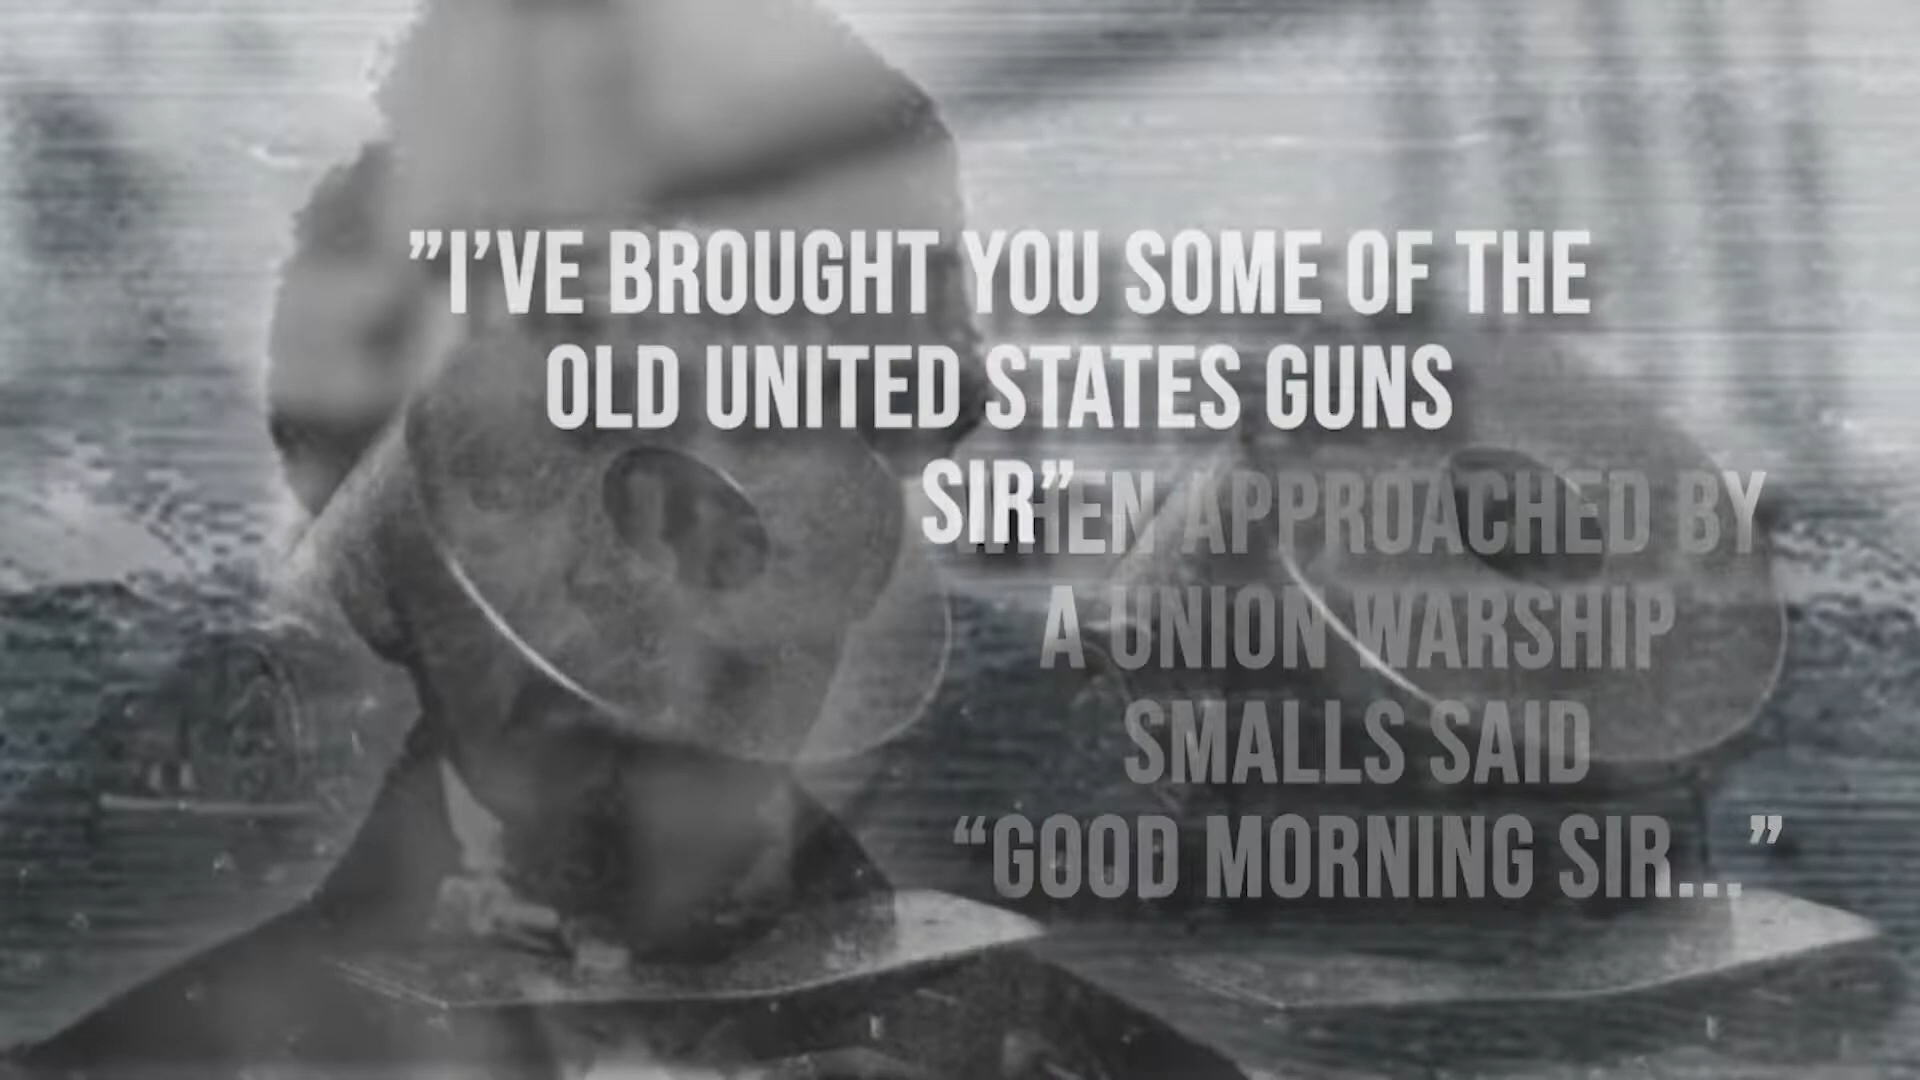 ”I’VE BROUGHT YOU SOME OF THE
OLD UNITED STATES GUNS
SIR”
WHEN APPROACHED BY
A UNION WARSHIP
SMALLS SAID
“GOOD MORNING SIR...”